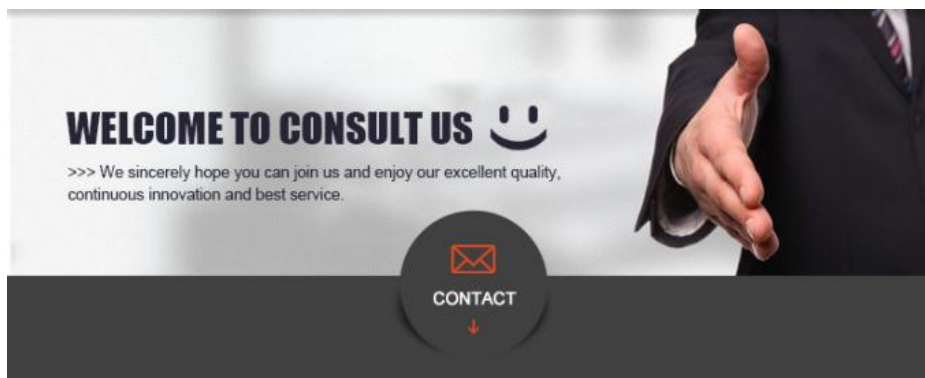 WELCOME TO CONSULT US
>>> We sincerely hope you can join us and enjoy our excellent quality,
continuous innovation and best service.
CONTACT